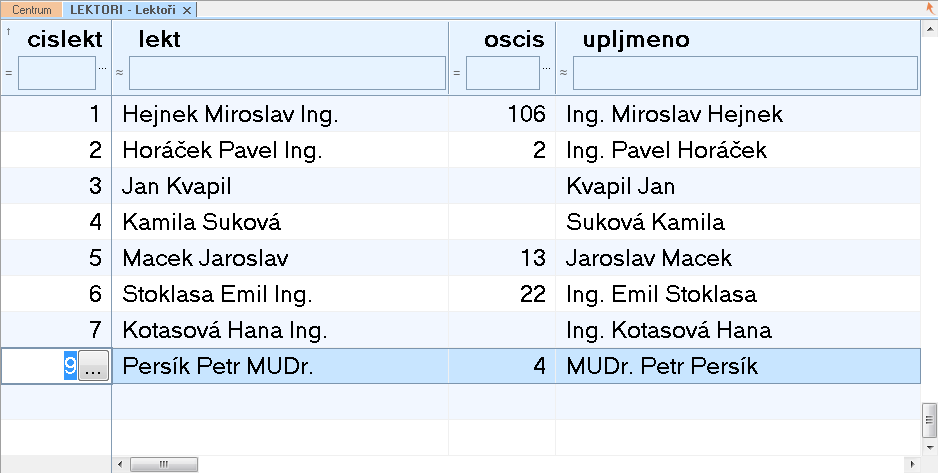 Centrum LEKTORI - Lektoři ×
↑ cislekt lekt oscis upljmeno
= ... ≈ = ... ≈
1 Hejnek Miroslav Ing. 106 Ing. Miroslav Hejnek
2 Horáček Pavel Ing. 2 Ing. Pavel Horáček
3 Jan Kvapil Kvapil Jan
4 Kamila Suková Suková Kamila
5 Macek Jaroslav 13 Jaroslav Macek
6 Stoklasa Emil Ing. 22 Ing. Emil Stoklasa
7 Kotasová Hana Ing. Ing. Kotasová Hana
9 ... Persík Petr MUDr. 4 MUDr. Petr Persík